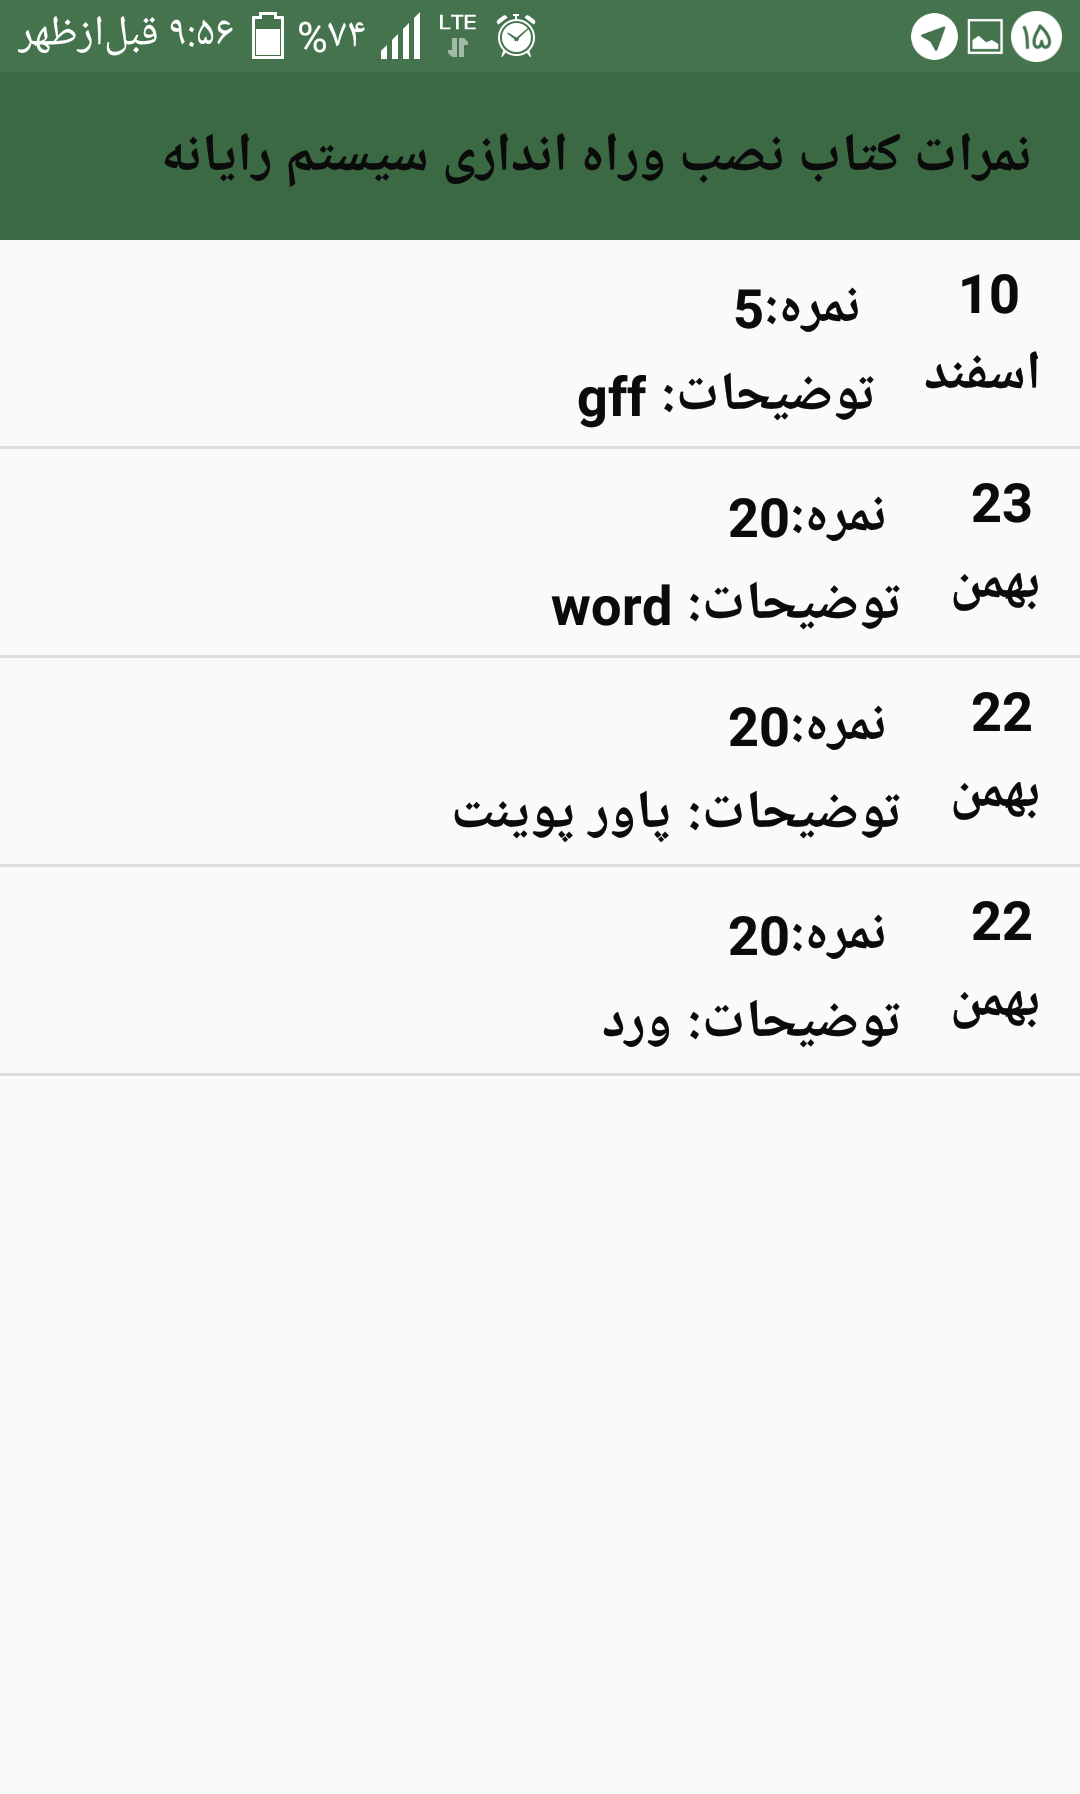 ۹:۵۶ قبل‌ازظهر %۷۴ LTE ۱۵
نمرات کتاب نصب وراه اندازی سیستم رایانه
10
اسفند
نمره:5
توضیحات: gff
23
بهمن
نمره:20
توضیحات: word
22
بهمن
نمره:20
توضیحات: پاور پوینت
22
بهمن
نمره:20
توضیحات: ورد